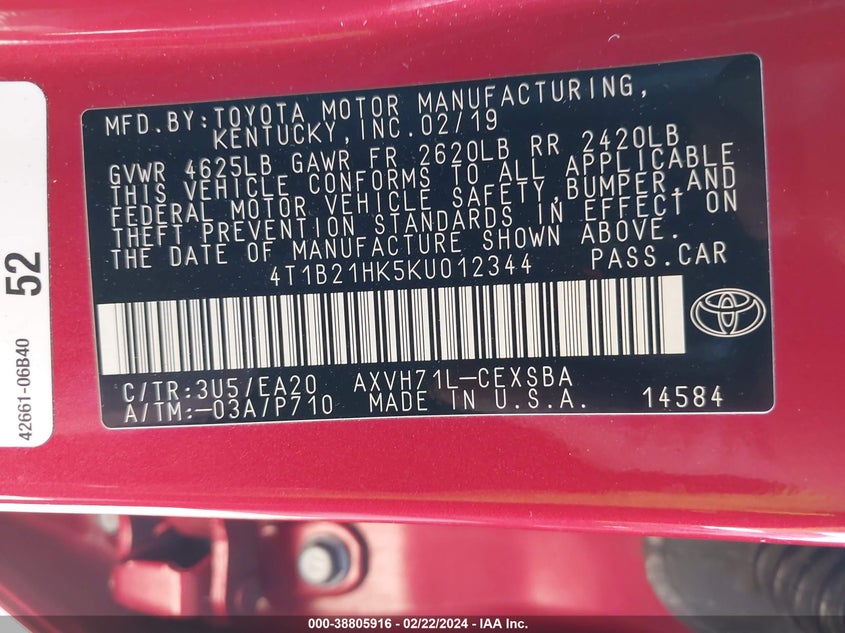 MFD.BY:TOYOTA MOTOR MANUFACTURING,
KENTUCKY,INC.02/19
GVWR 4625LB GAWR FR 2620LB RR 2420LB
THIS VEHICLE CONFORMS TO ALL APPLICABLE
FEDERAL MOTOR VEHICLE SAFETY,BUMPER,AND
THEFT PREVENTION STANDARDS IN EFFECT ON
THE DATE OF MANUFACTURE SHOWN ABOVE.
4T1B21HK5KU012344 PASS.CAR
C/TR:3U5/EA20 AXVH71L-CEXSBA
A/TM:-03A/P710 MADE IN U.S.A. 14584
52
42661-06B40
000-38805916 - 02/22/2024 - IAA Inc.